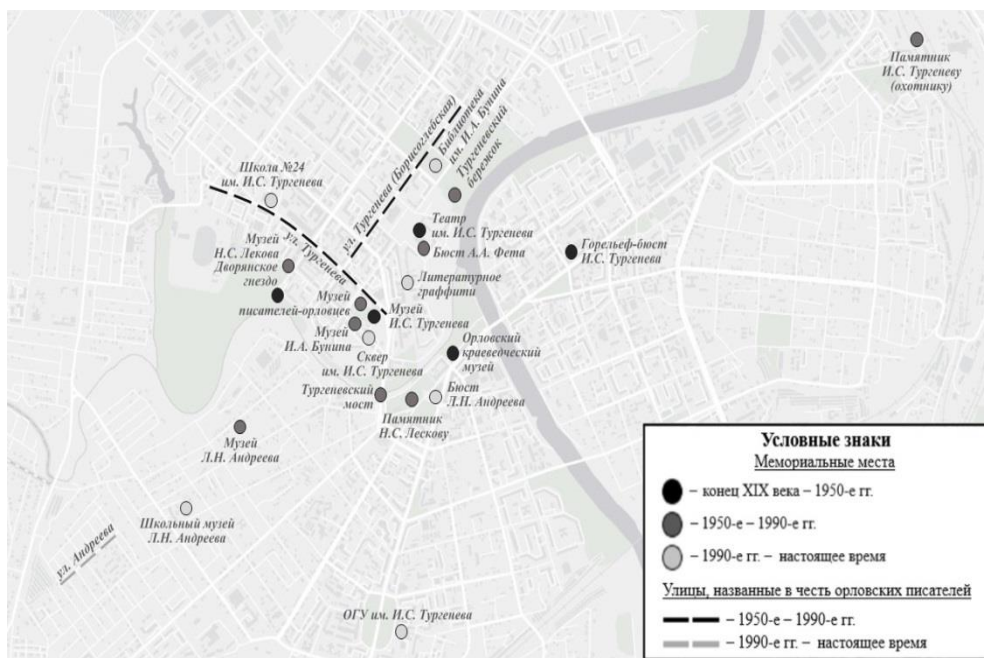 Памятник
И.С. Тургеневу
(охотнику)
ул. Тургенева (Борисоглебская)
Библиотека
им. И.А. Бунина
Тургеневский
бережок
Школа №24
им. И.С. Тургенева
ул. Тургенева
Театр
им. И.С. Тургенева
Бюст А.А. Фета
Горельеф-бюст
И.С. Тургенева
Музей
Н.С. Лекова
Дворянское
гнездо
Литературное
граффити
Музей
писателей-орловцев
Музей
И.С. Тургенева
Музей
И.А. Бунина
Сквер
им. И.С. Тургенева
Орловский
краеведческий
музей
Тургеневский
мост
Памятник
Н.С. Лескову
Бюст
Л.Н. Андреева
Музей
Л.Н. Андреева
Школьный музей
Л.Н. Андреева
ул. Андреева
ОГУ им. И.С. Тургенева
Условные знаки
Мемориальные места
– конец XIX века – 1950-е гг.
– 1950-е – 1990-е гг.
– 1990-е гг. – настоящее время
Улицы, названные в честь орловских писателей
– 1950-е – 1990-е гг.
– 1990-е гг. – настоящее время